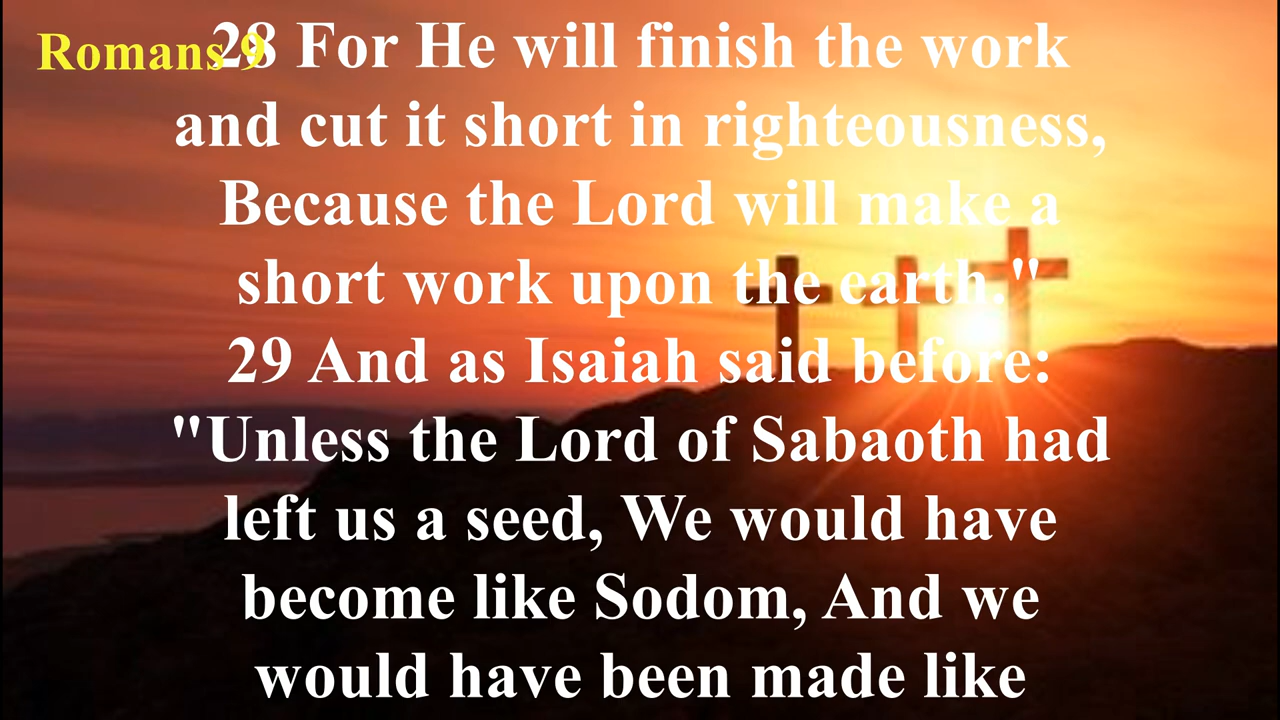 Romans 9
28 For He will finish the work
and cut it short in righteousness,
Because the Lord will make a
short work upon the earth."
29 And as Isaiah said before:
"Unless the Lord of Sabaoth had
left us a seed, We would have
become like Sodom, And we
would have been made like